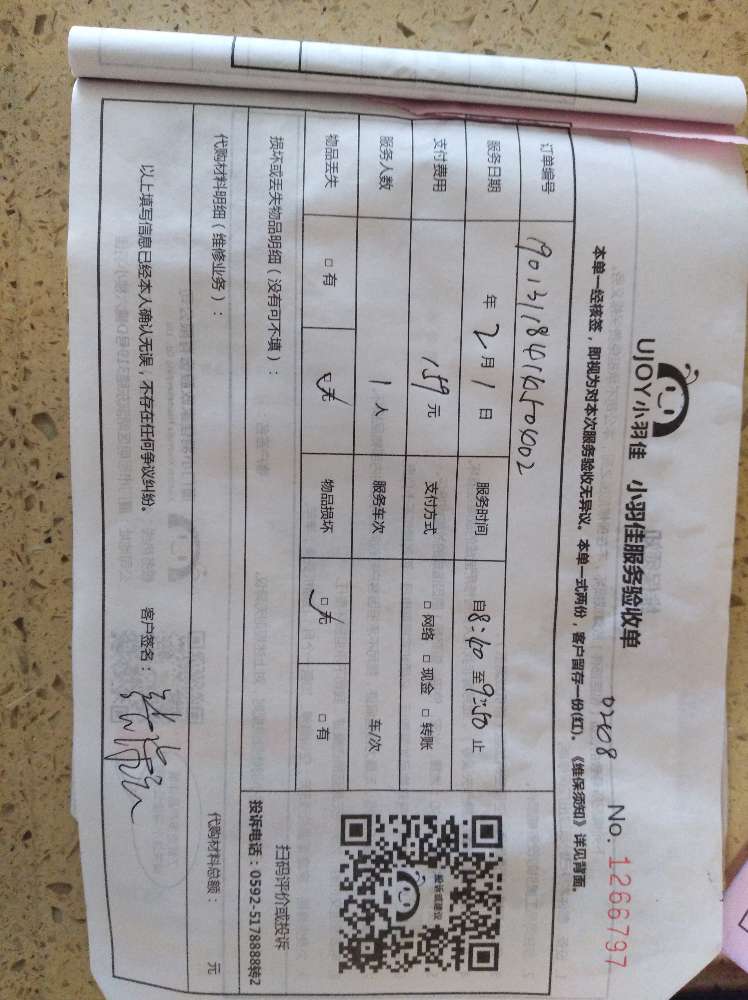 UJOY小羽佳 小羽佳服务验收单 No. 1266797
本单一经核签，即视为对本次服务验收无异议。本单一式两份，客户留存一份(红)。《维保须知》详见背面。
订单编号
服务日期 年 2 月 1 日 服务时间 自8:40 至9:50 止
支付费用 159 元 支付方式 □ 网络 □ 现金 □ 转账
服务人数 1 人 服务车次 车/次
物品丢失 □ 有 □ 无 物品损坏 □ 无 □ 有
损坏或丢失物品明细（没有可不填）：
扫码评价或投诉
投诉电话：0592-5178888转2
代购材料明细（维修业务）： 代购材料总额： 元
以上填写信息已经本人确认无误，不存在任何争议纠纷。 客户签名：